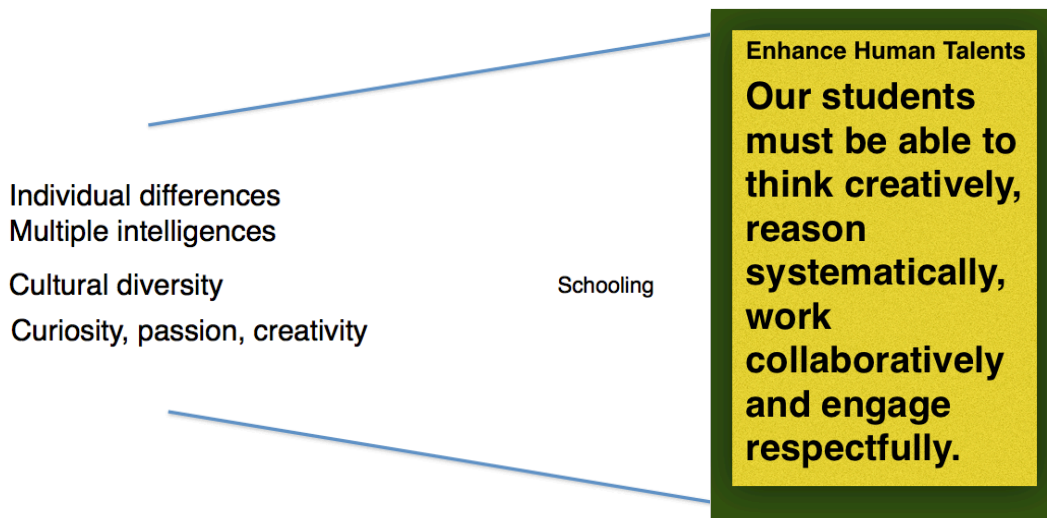 Individual differences
Multiple intelligences
Cultural diversity
Curiosity, passion, creativity
Schooling
Enhance Human Talents
Our students
must be able to
think creatively,
reason
systematically,
work
collaboratively
and engage
respectfully.